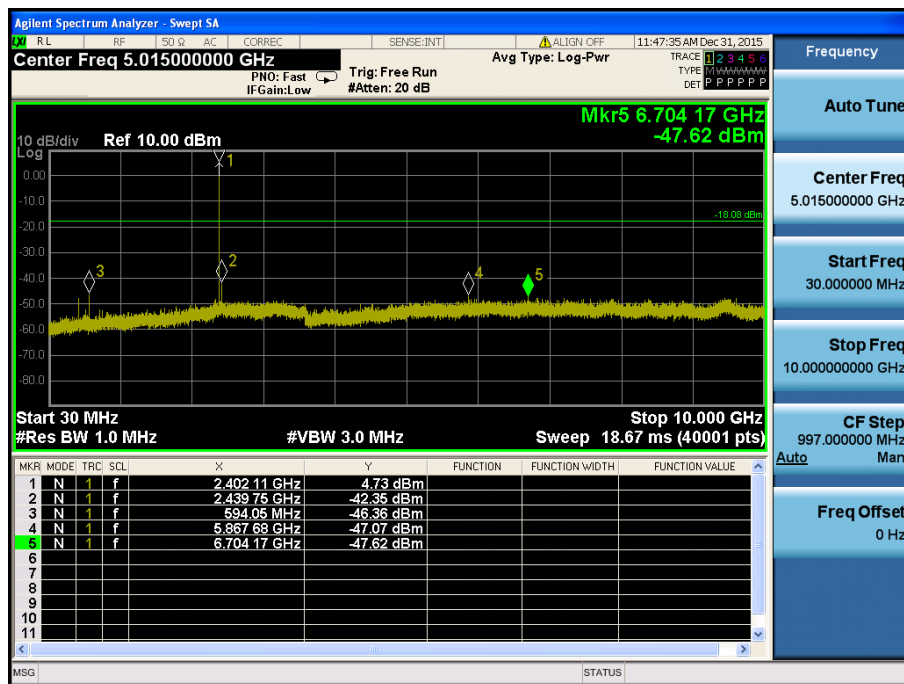 Agilent Spectrum Analyzer - Swept SA
LXI RL RF 50 Ω AC CORREC SENSE:INT ALIGN OFF 11:47:35 AM Dec 31, 2015
Center Freq 5.015000000 GHz
PNO: Fast
IFGain:Low
Trig: Free Run
#Atten: 20 dB
Avg Type: Log-Pwr
TRACE 1 2 3 4 5 6
TYPE M W W W W W
DET P P P P P P
Mkr5 6.704 17 GHz
-47.62 dBm
10 dB/div Ref 10.00 dBm
Log
0.00
-10.0
-20.0
-30.0
-40.0
-50.0
-60.0
-70.0
-80.0
1
2
3
4
5
-18.08 dBm
Start 30 MHz Stop 10.000 GHz
#Res BW 1.0 MHz #VBW 3.0 MHz Sweep 18.67 ms (40001 pts)
MKR MODE TRC SCL X Y FUNCTION FUNCTION WIDTH FUNCTION VALUE
1 N 1 f 2.402 11 GHz 4.73 dBm
2 N 1 f 2.439 75 GHz -42.35 dBm
3 N 1 f 594.05 MHz -46.36 dBm
4 N 1 f 5.867 68 GHz -47.07 dBm
5 N 1 f 6.704 17 GHz -47.62 dBm
6
7
8
9
10
11
MSG STATUS
Frequency
Auto Tune
Center Freq
5.015000000 GHz
Start Freq
30.000000 MHz
Stop Freq
10.000000000 GHz
CF Step
997.000000 MHz
Auto Man
Freq Offset
0 Hz